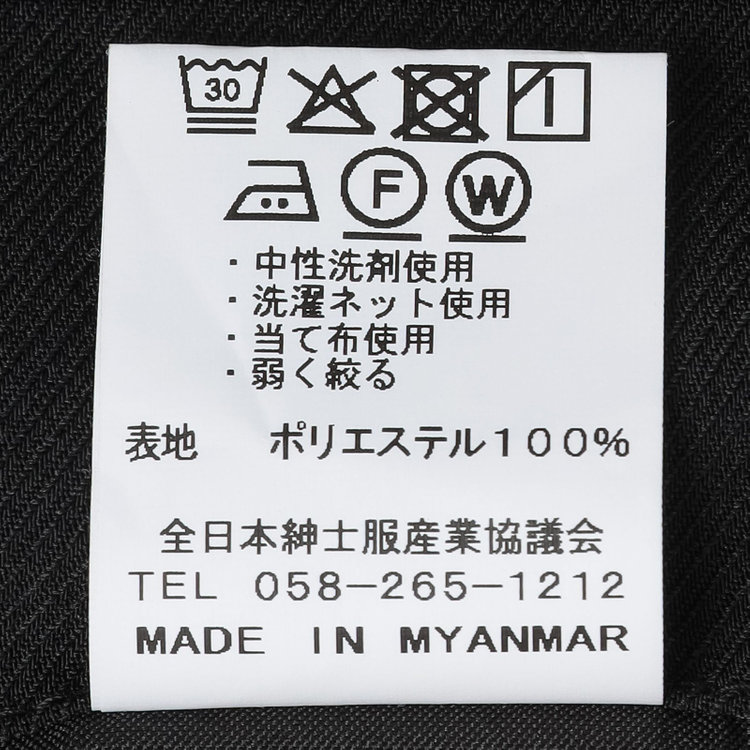 30
F W
・中性洗剤使用
・洗濯ネット使用
・当て布使用
・弱く絞る
表地 ポリエステル１００％
全日本紳士服産業協議会
TEL 058-265-1212
MADE IN MYANMAR